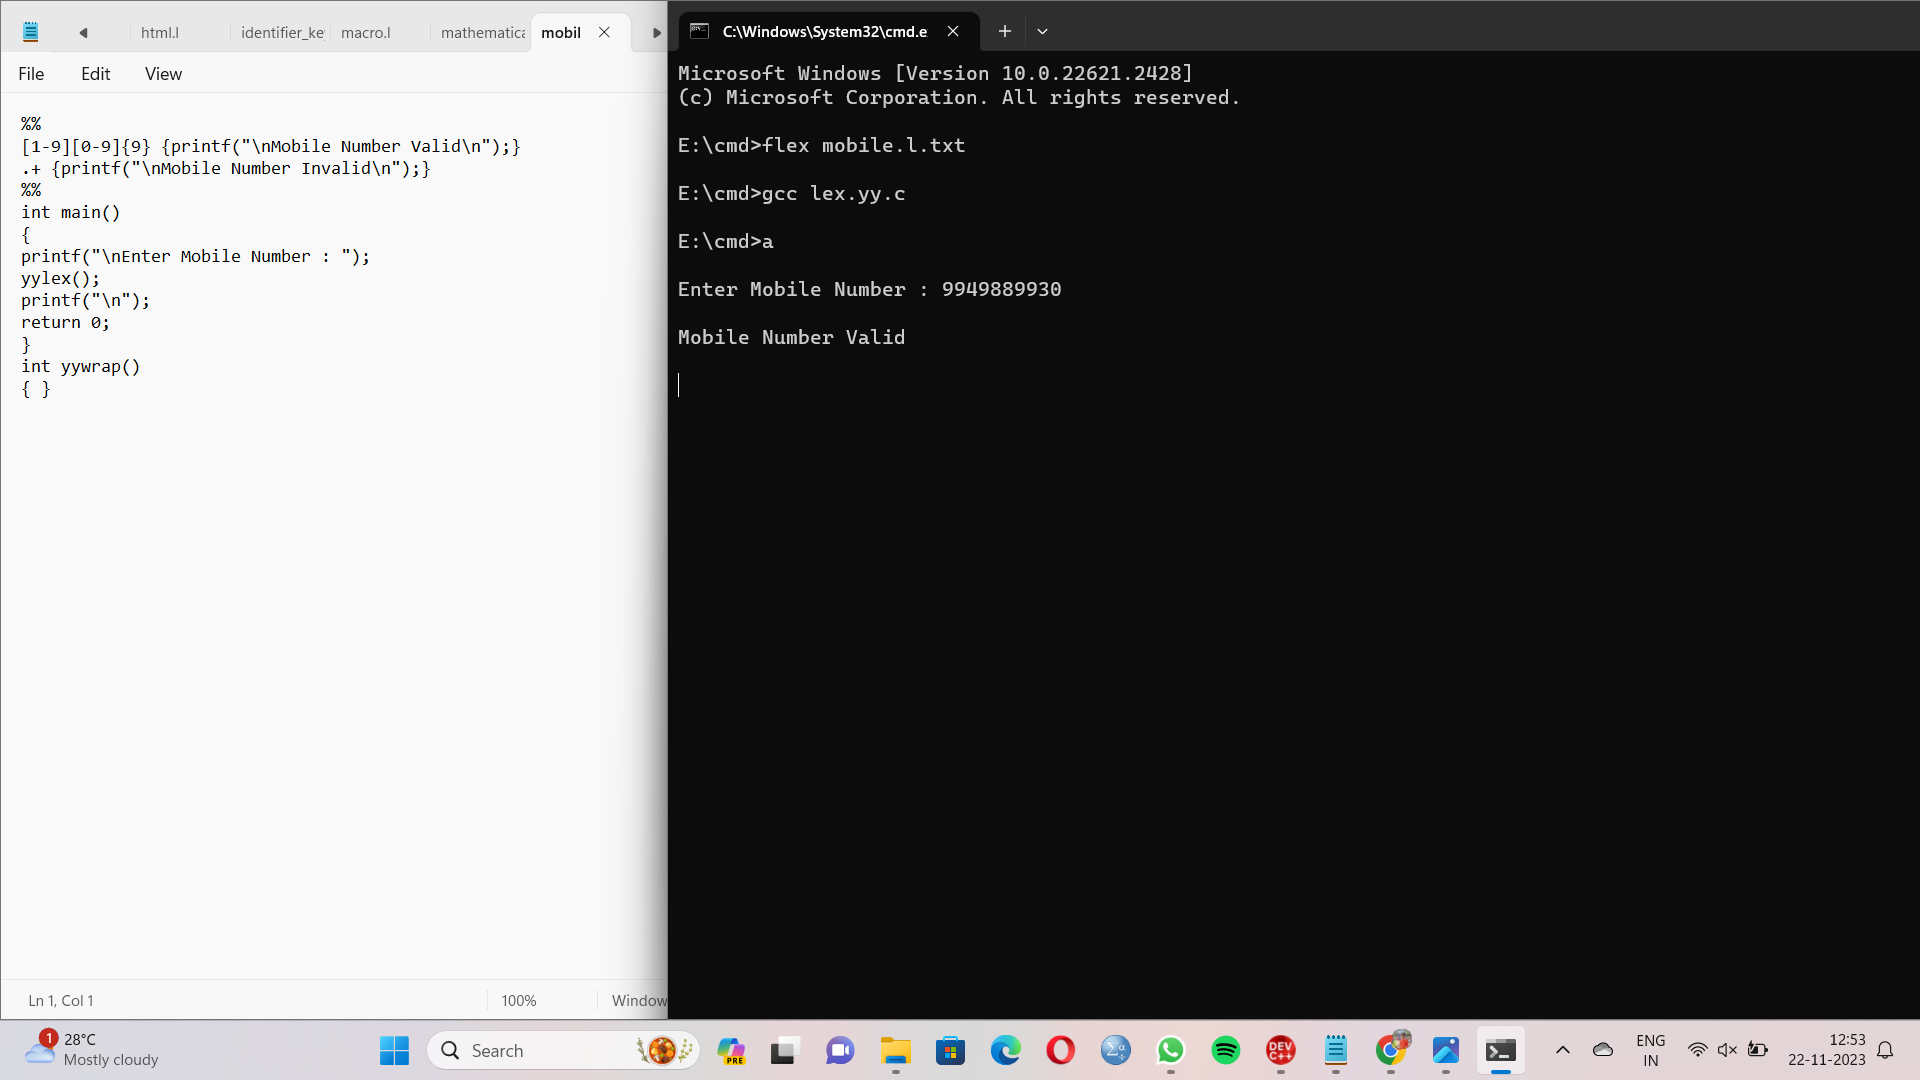 html.l
identifier_ke
macro.l
mathematica
mobil
File
Edit
View
%%
[1-9][0-9]{9} {printf("\nMobile Number Valid\n");}
.+ {printf("\nMobile Number Invalid\n");}
%%
int main()
{
printf("\nEnter Mobile Number : ");
yylex();
printf("\n");
return 0;
}
int yywrap()
{ }
Ln 1, Col 1
100%
Window
C:\Windows\System32\cmd.e
Microsoft Windows [Version 10.0.22621.2428]
(c) Microsoft Corporation. All rights reserved.
E:\cmd>flex mobile.l.txt
E:\cmd>gcc lex.yy.c
E:\cmd>a
Enter Mobile Number : 9949889930
Mobile Number Valid
1
28°C
Mostly cloudy
Search
PRE
DEV
C++
ENG
IN
12:53
22-11-2023